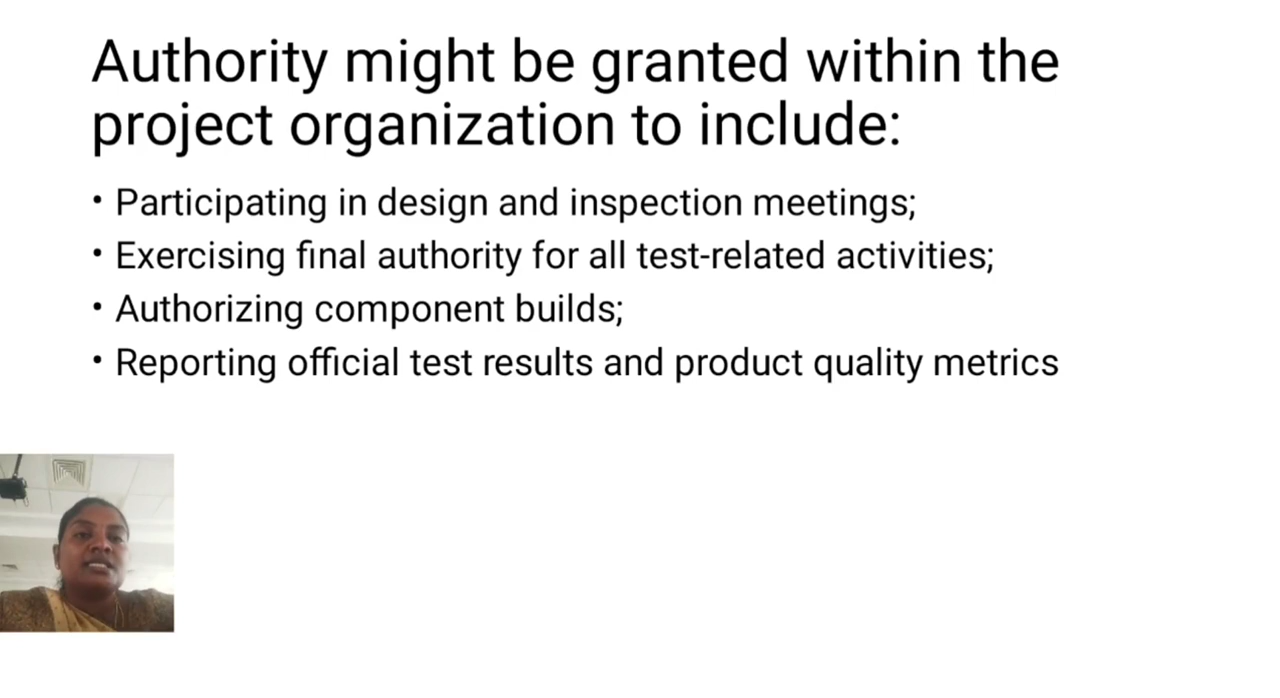 Authority might be granted within the
project organization to include:
• Participating in design and inspection meetings;
• Exercising final authority for all test-related activities;
• Authorizing component builds;
• Reporting official test results and product quality metrics